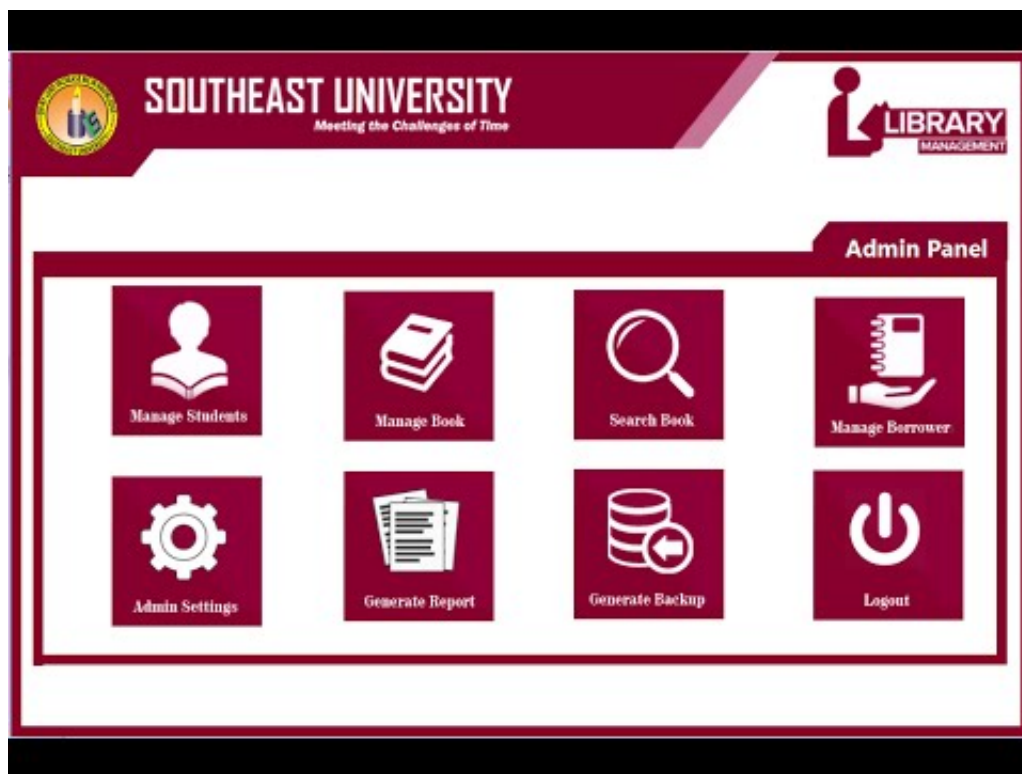 SOUTHEAST UNIVERSITY
Meeting the Challenges of Time
LIBRARY
MANAGEMENT
Admin Panel
Manage Students
Manage Book
Search Book
Manage Borrower
Admin Settings
Generate Report
Generate Backup
Logout